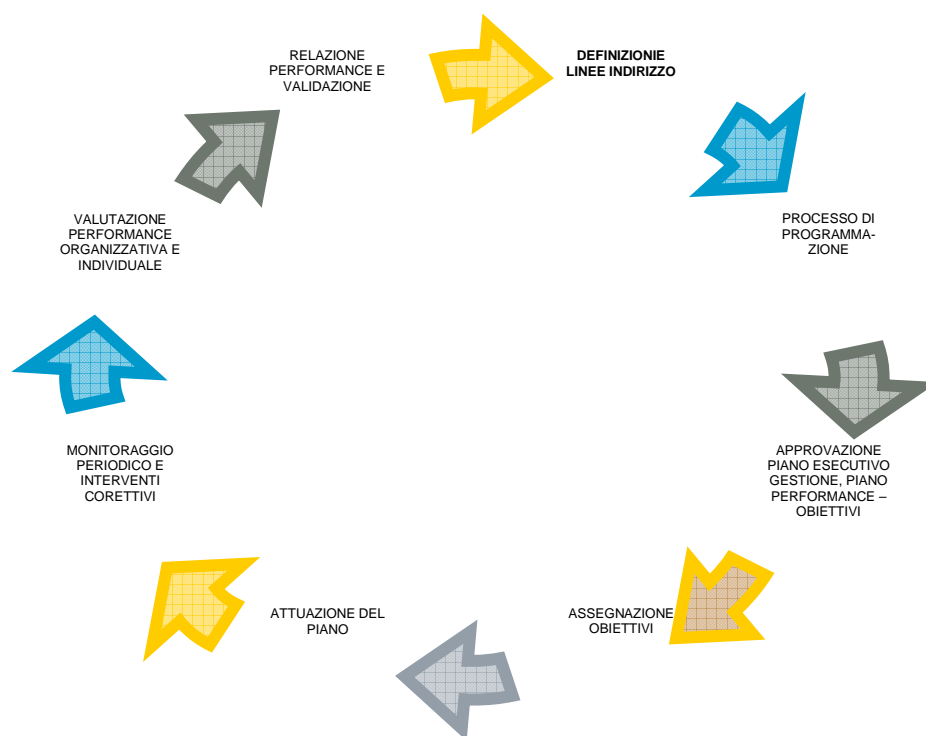 RELAZIONE
PERFORMANCE E
VALIDAZIONE
DEFINIZIONIE
LINEE INDIRIZZO
PROCESSO DI
PROGRAMMA-
ZIONE
APPROVAZIONE
PIANO ESECUTIVO
GESTIONE, PIANO
PERFORMANCE –
OBIETTIVI
ASSEGNAZIONE
OBIETTIVI
ATTUAZIONE DEL
PIANO
MONITORAGGIO
PERIODICO E
INTERVENTI
CORETTIVI
VALUTAZIONE
PERFORMANCE
ORGANIZZATIVA E
INDIVIDUALE